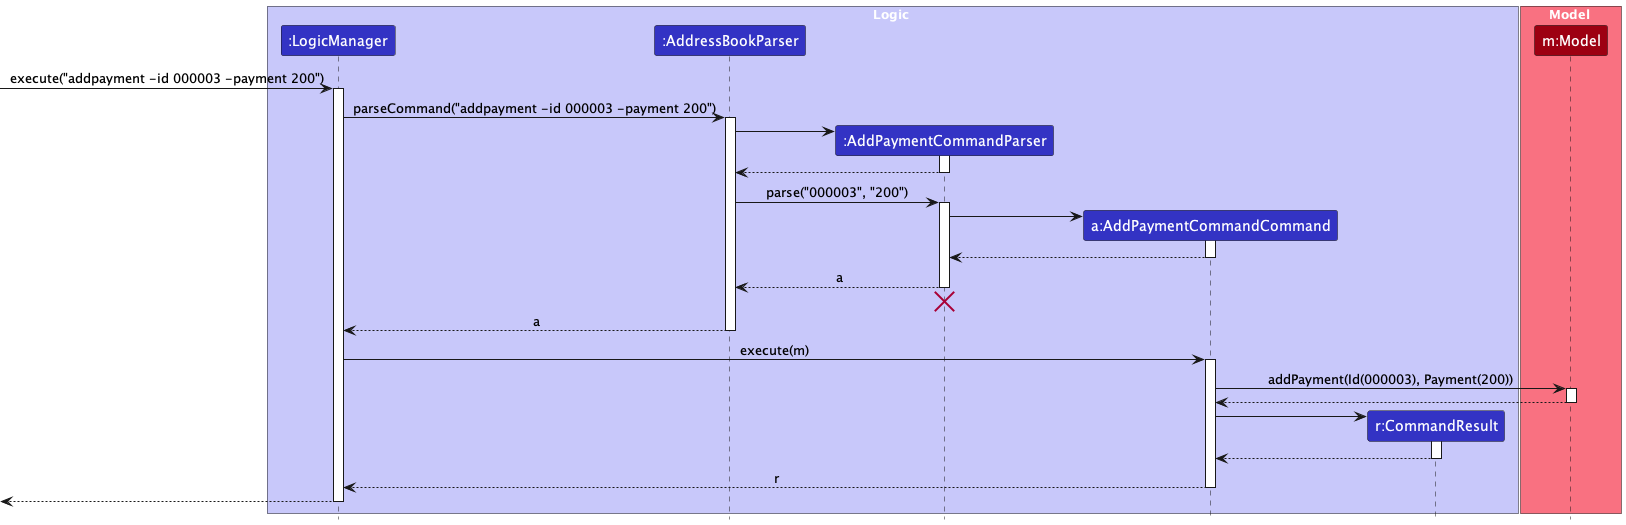 Logic
Model
:LogicManager
:AddressBookParser
m:Model
execute("addpayment -id 000003 -payment 200")
parseCommand("addpayment -id 000003 -payment 200")
:AddPaymentCommandParser
parse("000003", "200")
a:AddPaymentCommandCommand
a
a
execute(m)
addPayment(Id(000003), Payment(200))
r:CommandResult
r